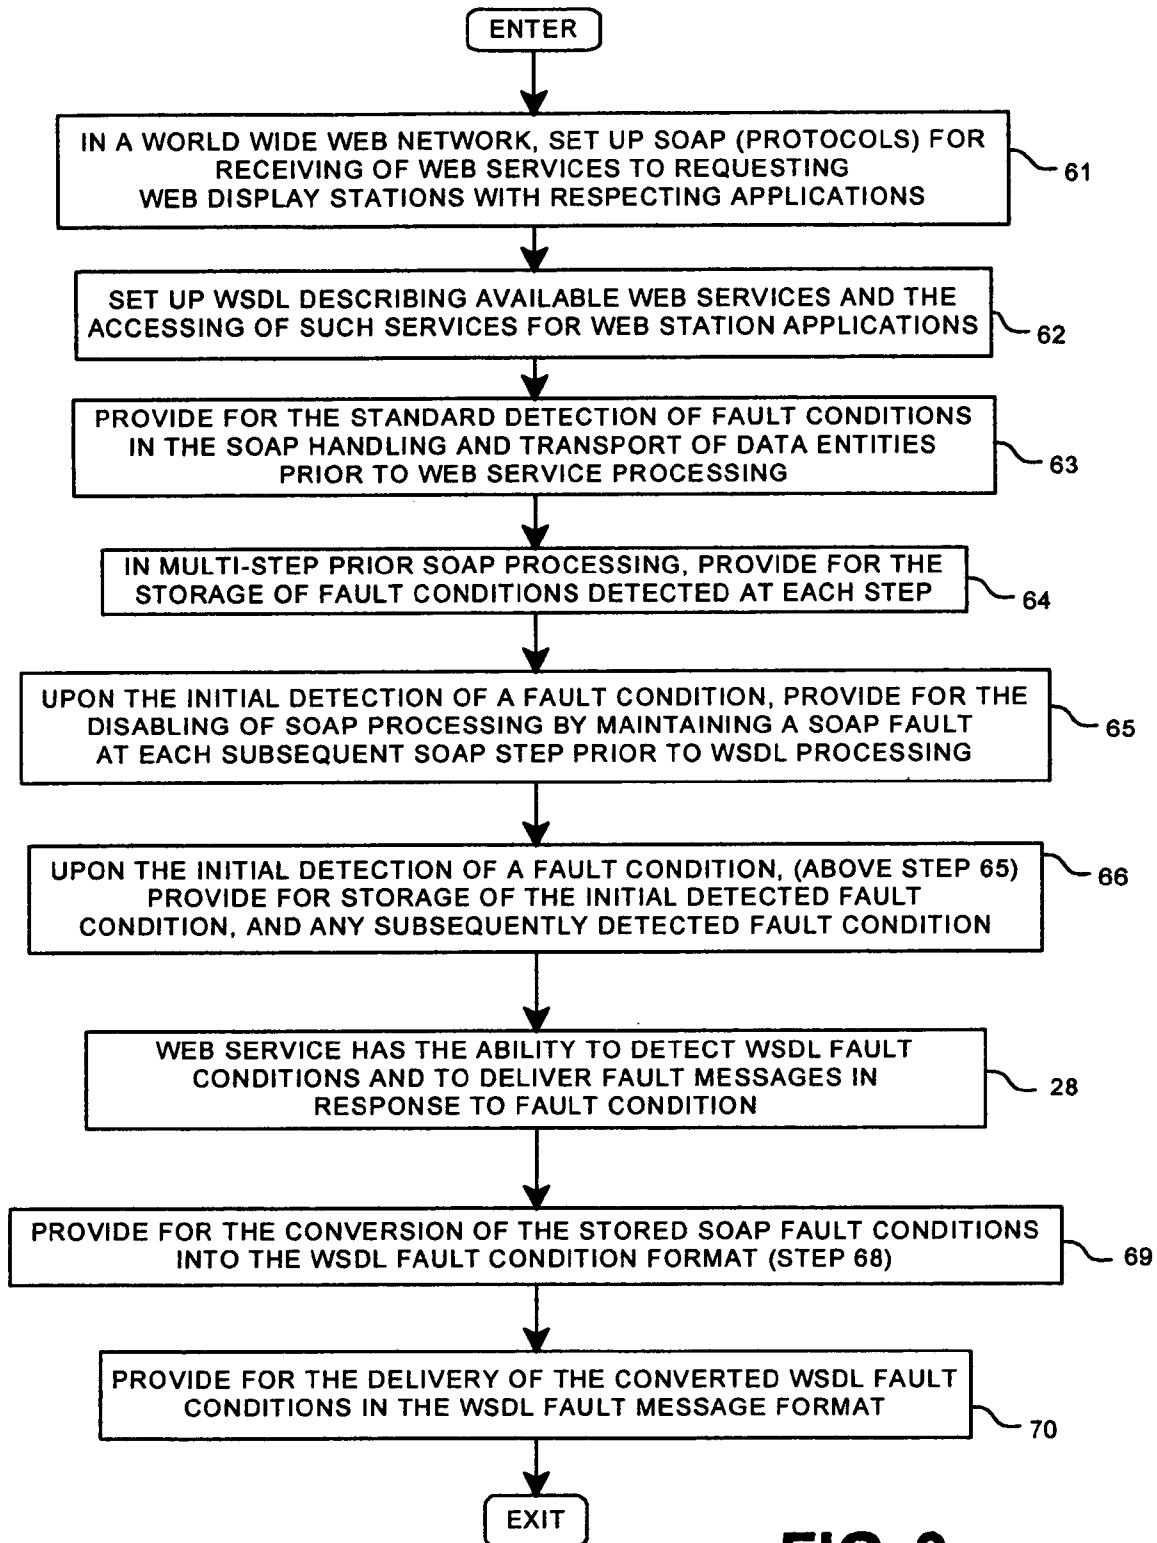 ENTER
IN A WORLD WIDE WEB NETWORK, SET UP SOAP (PROTOCOLS) FOR
RECEIVING OF WEB SERVICES TO REQUESTING
WEB DISPLAY STATIONS WITH RESPECTING APPLICATIONS
61
SET UP WSDL DESCRIBING AVAILABLE WEB SERVICES AND THE
ACCESSING OF SUCH SERVICES FOR WEB STATION APPLICATIONS
62
PROVIDE FOR THE STANDARD DETECTION OF FAULT CONDITIONS
IN THE SOAP HANDLING AND TRANSPORT OF DATA ENTITIES
PRIOR TO WEB SERVICE PROCESSING
63
IN MULTI-STEP PRIOR SOAP PROCESSING, PROVIDE FOR THE
STORAGE OF FAULT CONDITIONS DETECTED AT EACH STEP
64
UPON THE INITIAL DETECTION OF A FAULT CONDITION, PROVIDE FOR THE
DISABLING OF SOAP PROCESSING BY MAINTAINING A SOAP FAULT
AT EACH SUBSEQUENT SOAP STEP PRIOR TO WSDL PROCESSING
65
UPON THE INITIAL DETECTION OF A FAULT CONDITION, (ABOVE STEP 65)
PROVIDE FOR STORAGE OF THE INITIAL DETECTED FAULT
CONDITION, AND ANY SUBSEQUENTLY DETECTED FAULT CONDITION
66
WEB SERVICE HAS THE ABILITY TO DETECT WSDL FAULT
CONDITIONS AND TO DELIVER FAULT MESSAGES IN
RESPONSE TO FAULT CONDITION
28
PROVIDE FOR THE CONVERSION OF THE STORED SOAP FAULT CONDITIONS
INTO THE WSDL FAULT CONDITION FORMAT (STEP 68)
69
PROVIDE FOR THE DELIVERY OF THE CONVERTED WSDL FAULT
CONDITIONS IN THE WSDL FAULT MESSAGE FORMAT
70
EXIT
FIG.